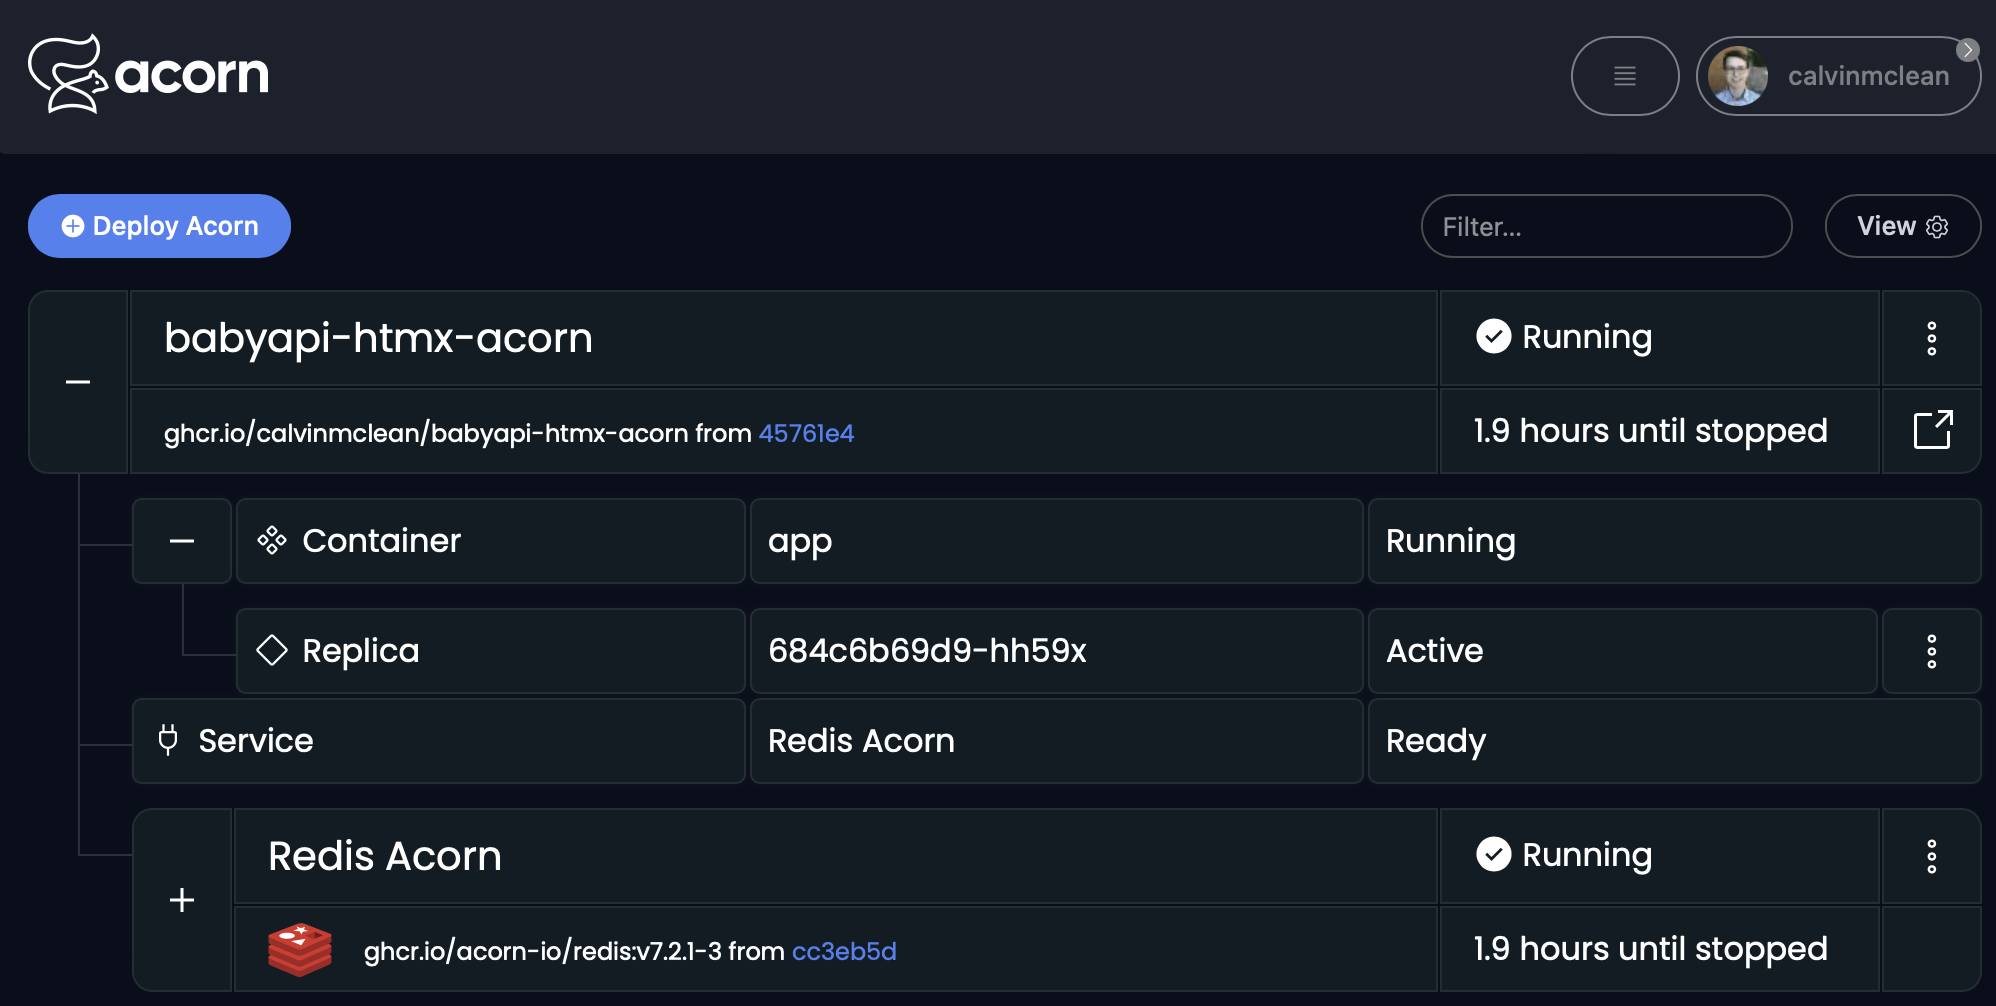 acorn
calvinmclean
Deploy Acorn
Filter...
View
babyapi-htmx-acorn
Running
ghcr.io/calvinmclean/babyapi-htmx-acorn from 45761e4
1.9 hours until stopped
Container
app
Running
Replica
684c6b69d9-hh59x
Active
Service
Redis Acorn
Ready
Redis Acorn
Running
ghcr.io/acorn-io/redis:v7.2.1-3 from cc3eb5d
1.9 hours until stopped